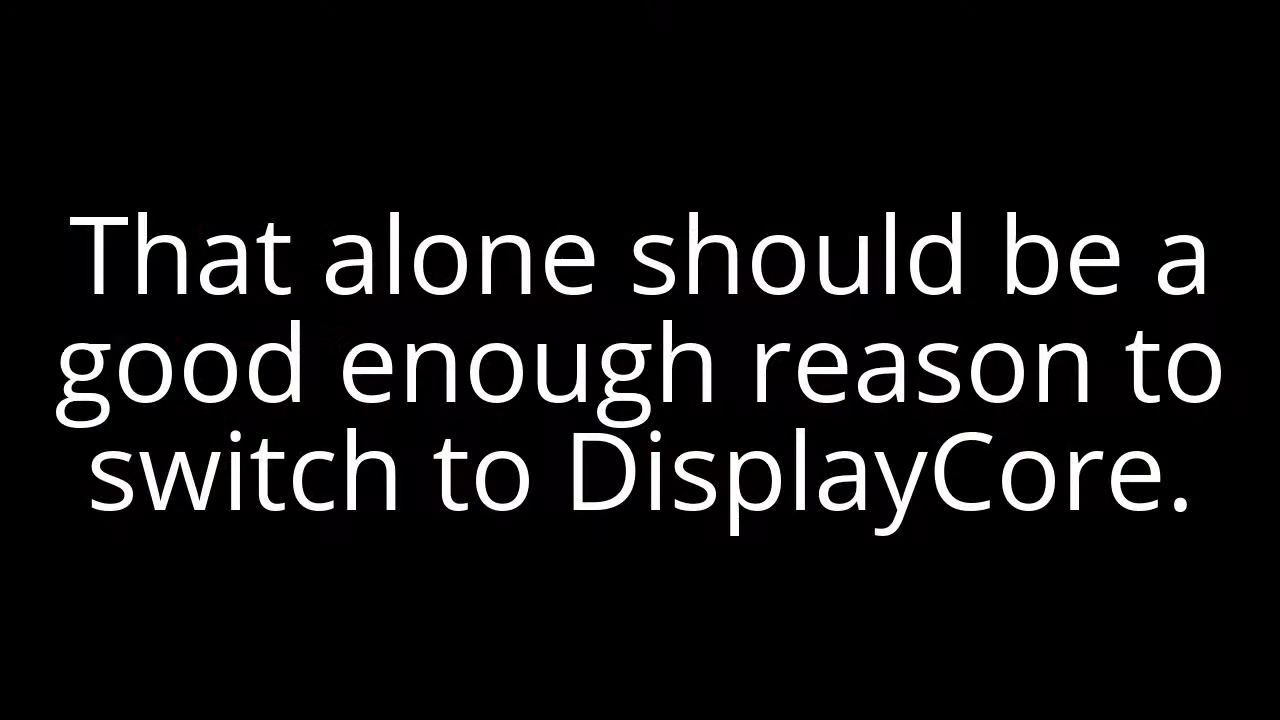 That alone should be a
good enough reason to
switch to DisplayCore.